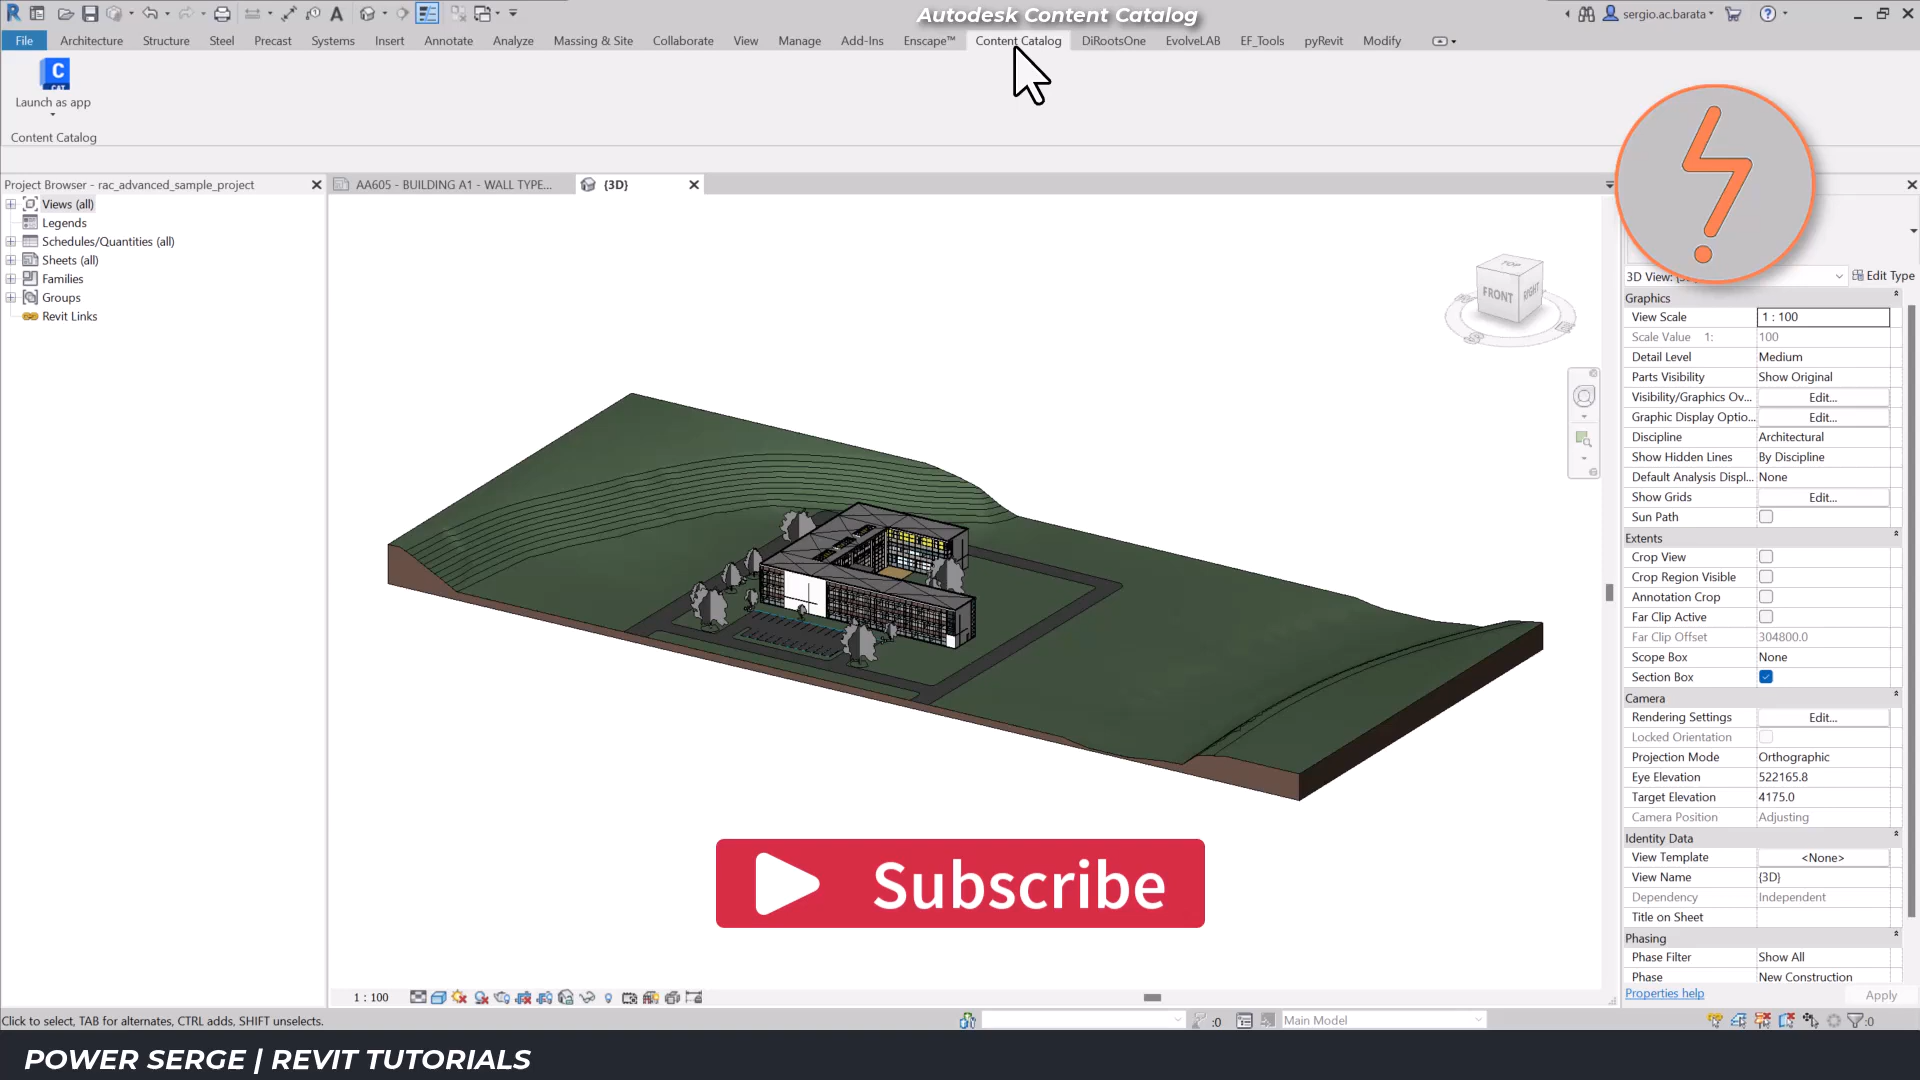 Autodesk Content Catalog
sergio.ac.barata
File Architecture Structure Steel Precast Systems Insert Annotate Analyze Massing & Site Collaborate View Manage Add-Ins Enscape™ Content Catalog DiRootsOne EvolveLAB EF_Tools pyRevit Modify
C
CAT
Launch as app
Content Catalog
Project Browser - rac_advanced_sample_project
Views (all)
Legends
Schedules/Quantities (all)
Sheets (all)
Families
Groups
Revit Links
AA605 - BUILDING A1 - WALL TYPE...
{3D}
TOP
FRONT
RIGHT
3D View:
Edit Type
Graphics
View Scale 1 : 100
Scale Value 1: 100
Detail Level Medium
Parts Visibility Show Original
Visibility/Graphics Ov... Edit...
Graphic Display Optio... Edit...
Discipline Architectural
Show Hidden Lines By Discipline
Default Analysis Displ... None
Show Grids Edit...
Sun Path
Extents
Crop View
Crop Region Visible
Annotation Crop
Far Clip Active
Far Clip Offset 304800.0
Scope Box None
Section Box
Camera
Rendering Settings Edit...
Locked Orientation
Projection Mode Orthographic
Eye Elevation 522165.8
Target Elevation 4175.0
Camera Position Adjusting
Identity Data
View Template <None>
View Name {3D}
Dependency Independent
Title on Sheet
Phasing
Phase Filter Show All
Phase New Construction
Properties help
Apply
Subscribe
1 : 100
Click to select, TAB for alternates, CTRL adds, SHIFT unselects.
:0
Main Model
:0
POWER SERGE | REVIT TUTORIALS